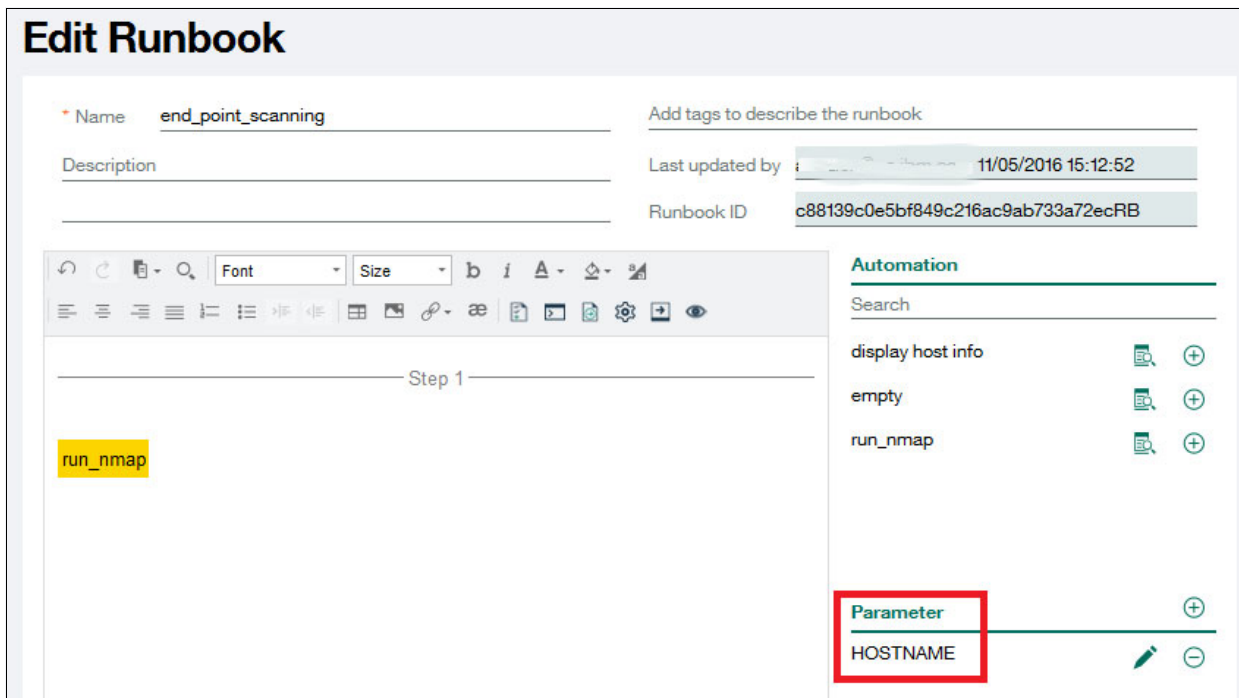 Edit Runbook
* Name end_point_scanning
Add tags to describe the runbook
Description
Last updated by 11/05/2016 15:12:52
Runbook ID c88139c0e5bf849c216ac9ab733a72ecRB
Font Size b i A
æ
Step 1
run_nmap
Automation
Search
display host info
empty
run_nmap
Parameter
HOSTNAME